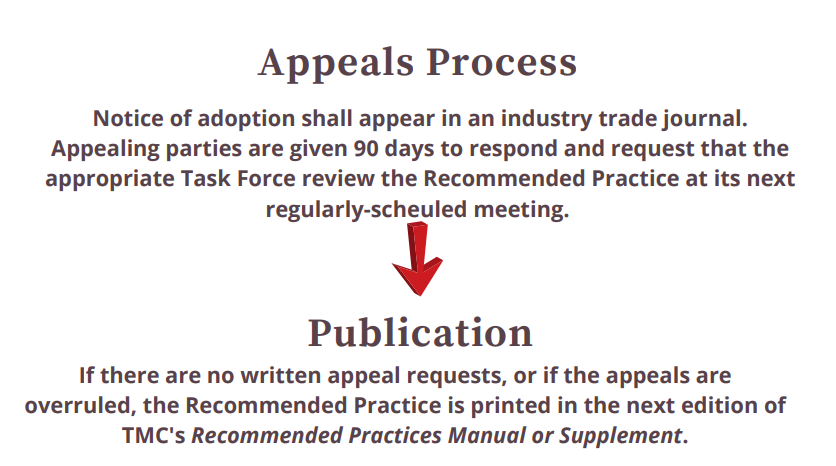 Appeals Process
Notice of adoption shall appear in an industry trade journal.
Appealing parties are given 90 days to respond and request that the
appropriate Task Force review the Recommended Practice at its next
regularly-scheuled meeting.
Publication
If there are no written appeal requests, or if the appeals are
overruled, the Recommended Practice is printed in the next edition of
TMC's Recommended Practices Manual or Supplement.